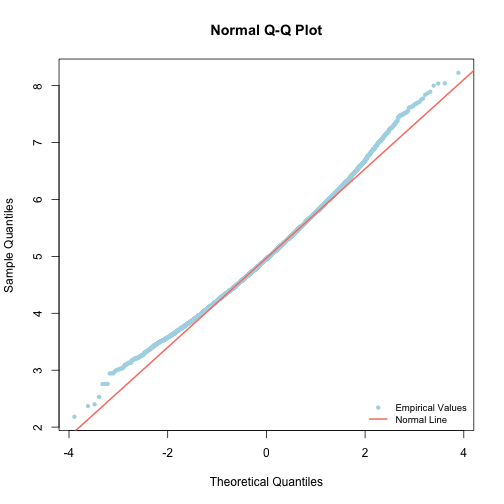 Normal Q-Q Plot
Sample Quantiles
8
7
6
5
4
3
2
Empirical Values
Normal Line
-4 -2 0 2 4
Theoretical Quantiles